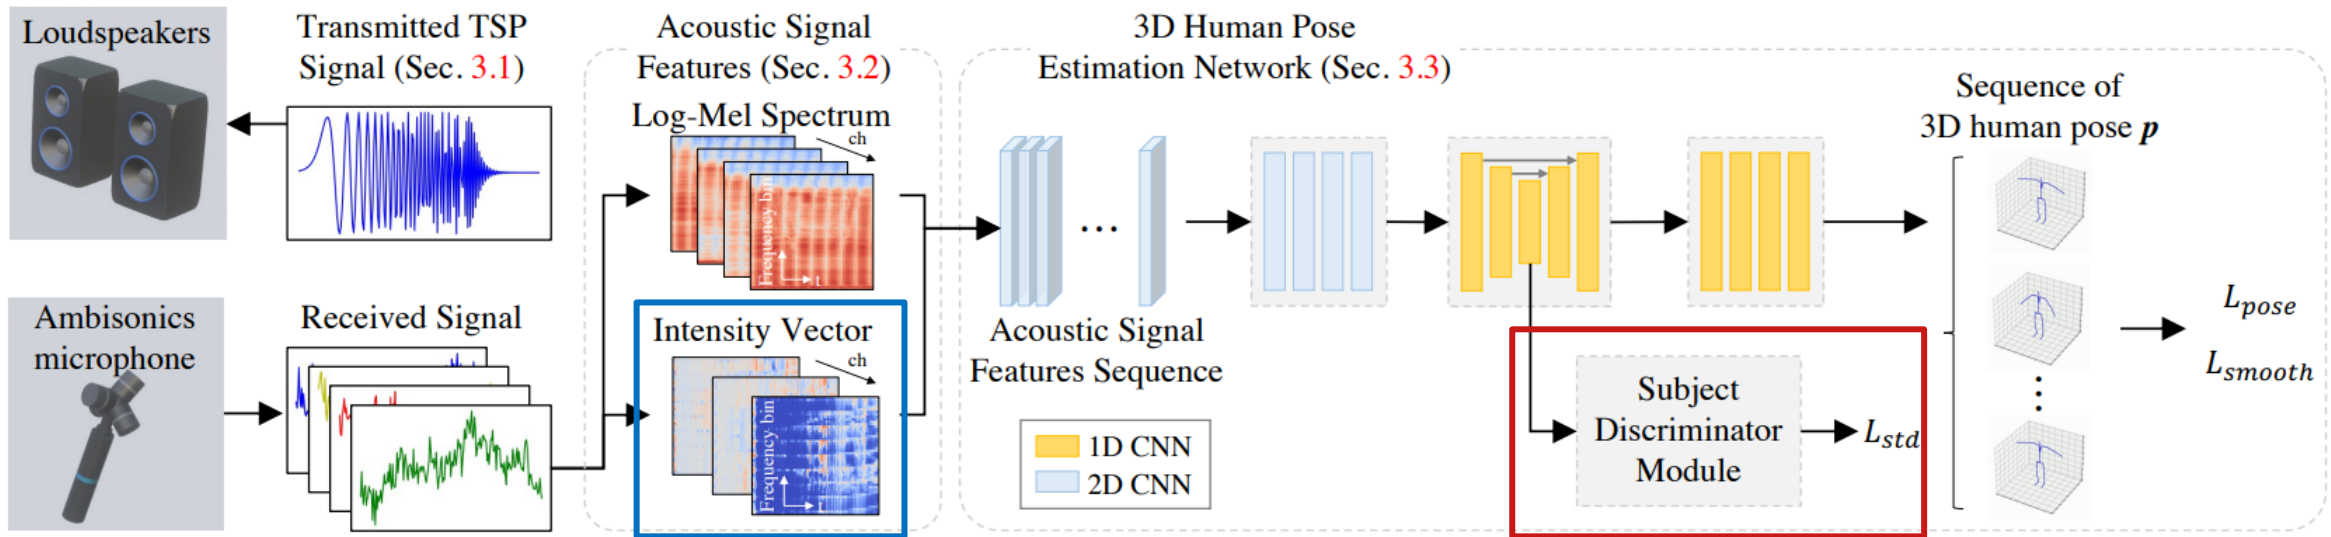 Loudspeakers
Transmitted TSP
Signal (Sec. 3.1)
Ambisonics
microphone
Received Signal
Acoustic Signal
Features (Sec. 3.2)
Log-Mel Spectrum
ch
Frequency bin
t
Intensity Vector
ch
Frequency bin
t
3D Human Pose
Estimation Network (Sec. 3.3)
...
Acoustic Signal
Features Sequence
1D CNN
2D CNN
Subject
Discriminator
Module
L_std
Sequence of
3D human pose p
L_pose
L_smooth